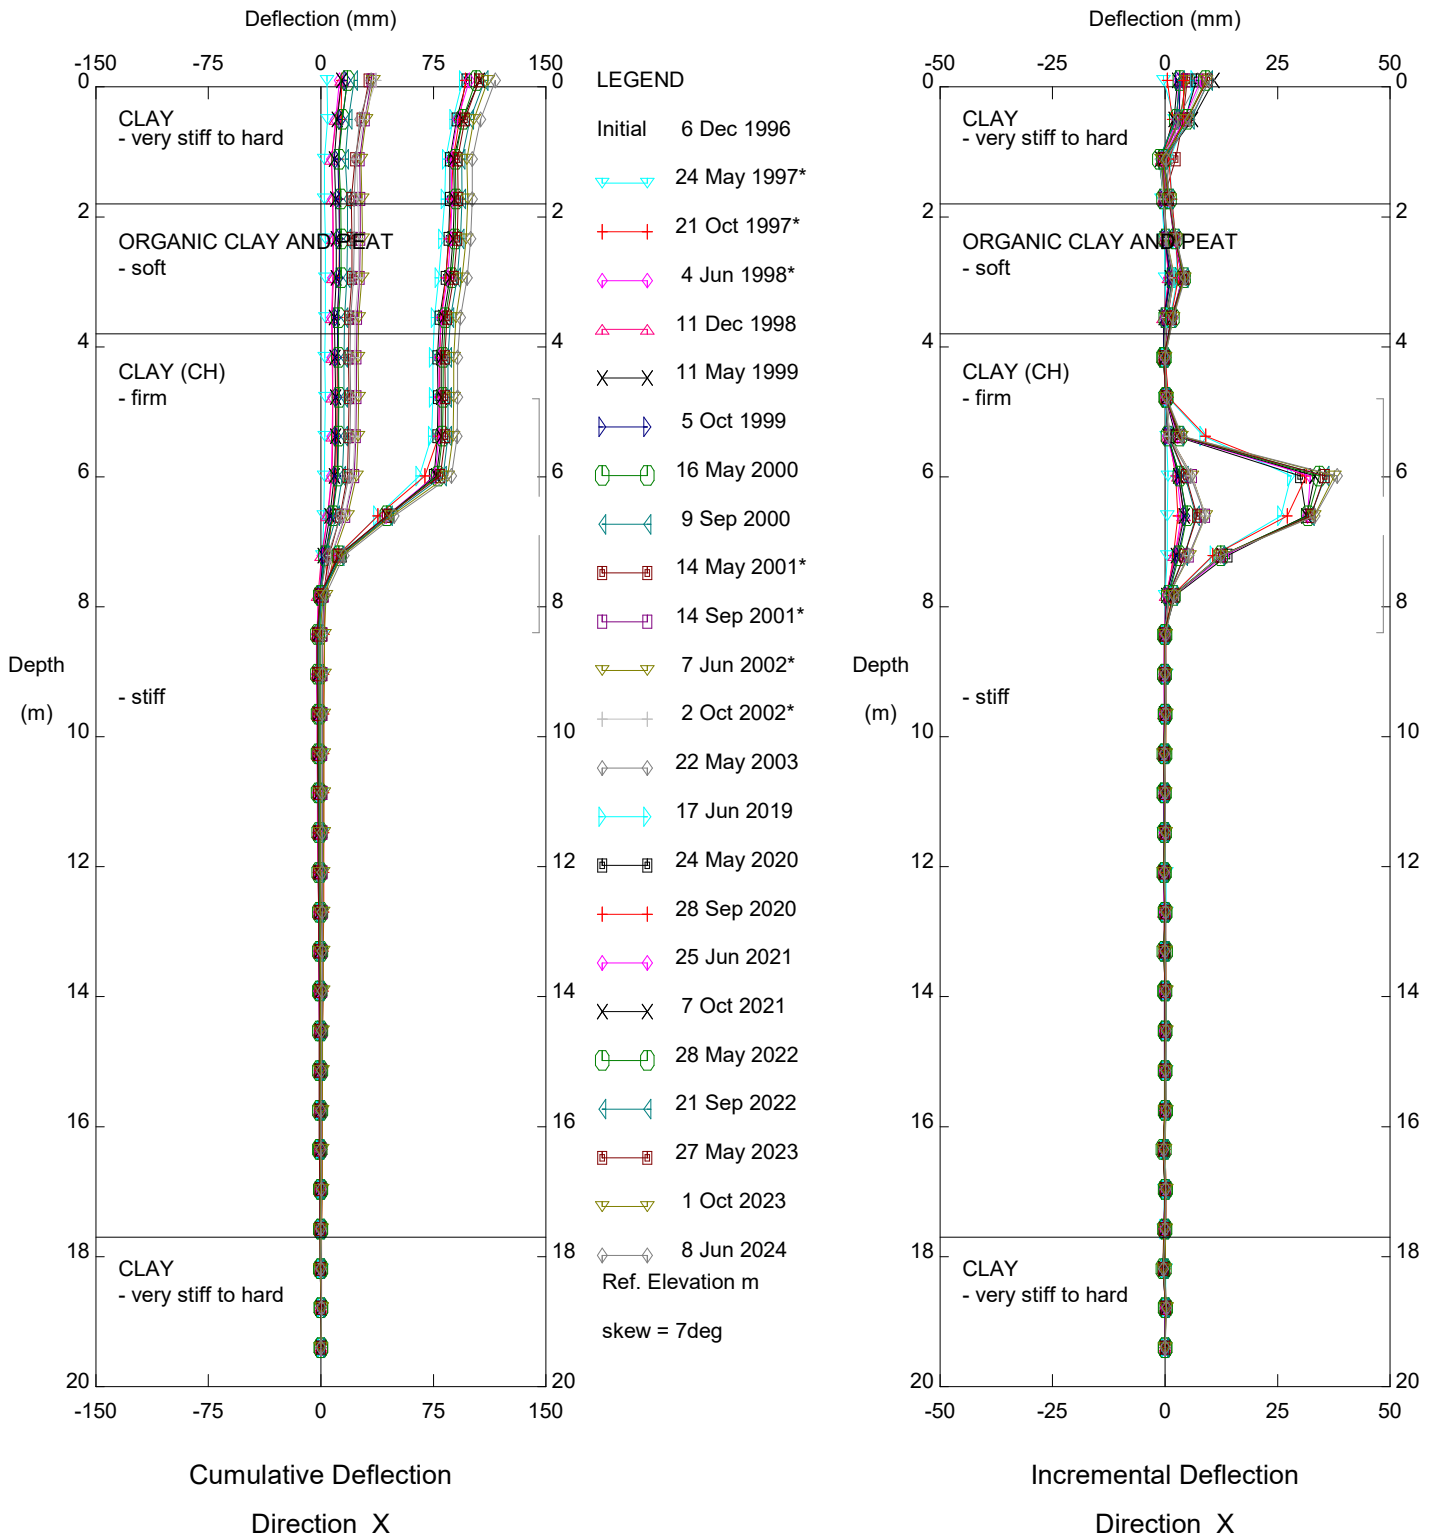 Deflection (mm)
-150 -75 0 75 150
0 0
CLAY
- very stiff to hard
2 2
ORGANIC CLAY AND PEAT
- soft
4 4
CLAY (CH)
- firm
6 6
8 8
Depth
(m)
- stiff
10 10
12 12
14 14
16 16
18 18
CLAY
- very stiff to hard
20 20
-150 -75 0 75 150
Cumulative Deflection
Direction X
LEGEND
Initial 6 Dec 1996
24 May 1997*
21 Oct 1997*
4 Jun 1998*
11 Dec 1998
11 May 1999
5 Oct 1999
16 May 2000
9 Sep 2000
14 May 2001*
14 Sep 2001*
7 Jun 2002*
2 Oct 2002*
22 May 2003
17 Jun 2019
24 May 2020
28 Sep 2020
25 Jun 2021
7 Oct 2021
28 May 2022
21 Sep 2022
27 May 2023
1 Oct 2023
8 Jun 2024
Ref. Elevation m
skew = 7deg
Deflection (mm)
-50 -25 0 25 50
0 0
CLAY
- very stiff to hard
2 2
ORGANIC CLAY AND PEAT
- soft
4 4
CLAY (CH)
- firm
6 6
8 8
Depth
(m)
- stiff
10 10
12 12
14 14
16 16
18 18
CLAY
- very stiff to hard
20 20
-50 -25 0 25 50
Incremental Deflection
Direction X